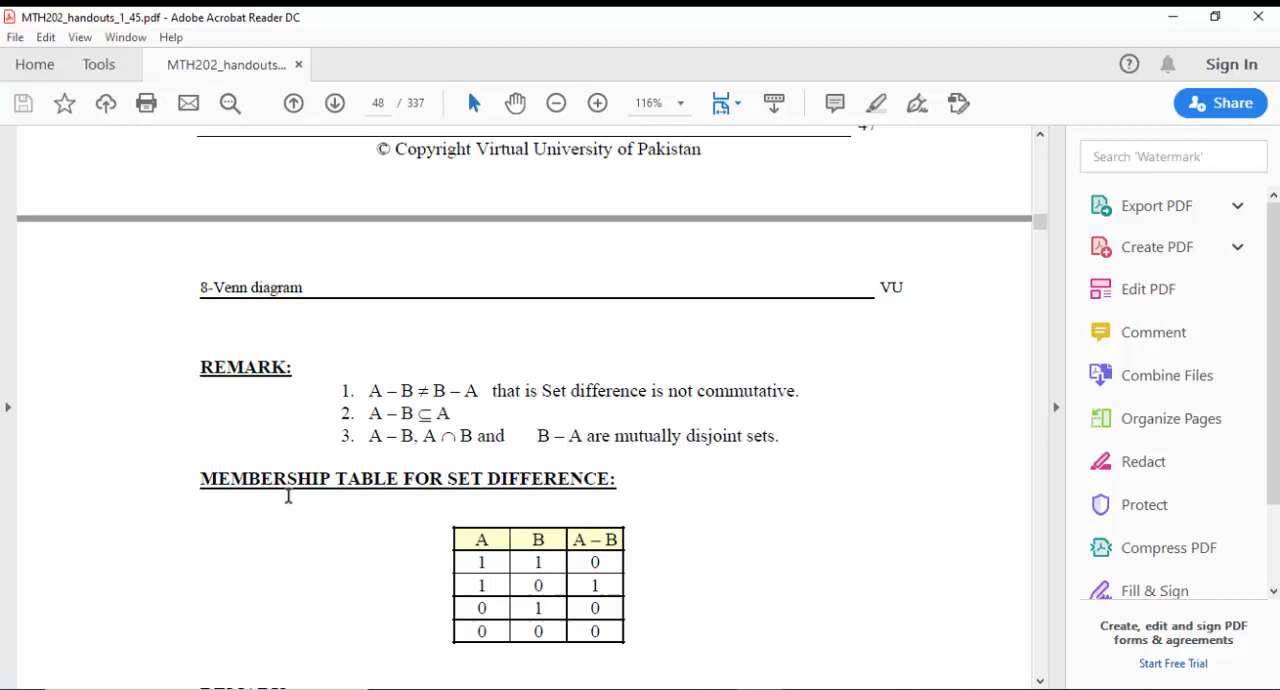 MTH202_handouts_1_45.pdf - Adobe Acrobat Reader DC
File Edit View Window Help
Home Tools MTH202_handouts... ×
Sign In
48 / 337 116%
Share
© Copyright Virtual University of Pakistan
8-Venn diagram VU
REMARK:
1. A – B ≠ B – A that is Set difference is not commutative.
2. A – B ⊆ A
3. A – B, A ∩ B and B – A are mutually disjoint sets.
MEMBERSHIP TABLE FOR SET DIFFERENCE:
A B A – B
1 1 0
1 0 1
0 1 0
0 0 0
Search 'Watermark'
Export PDF
Create PDF
Edit PDF
Comment
Combine Files
Organize Pages
Redact
Protect
Compress PDF
Fill & Sign
Create, edit and sign PDF
forms & agreements
Start Free Trial